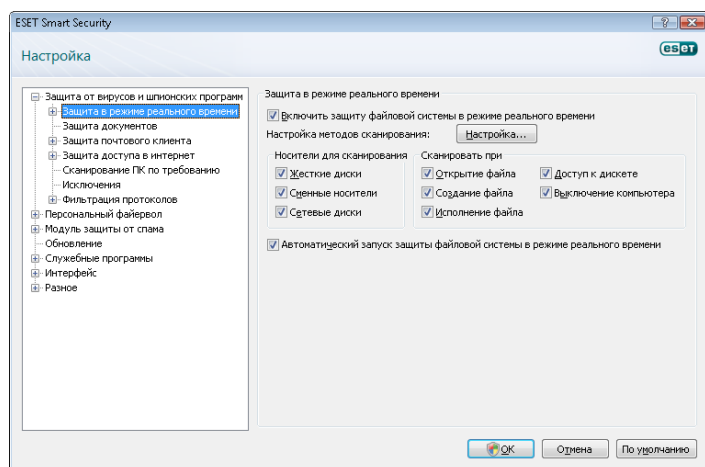 ESET Smart Security
Настройка
eset
Защита от вирусов и шпионских программ
Защита в режиме реального времени
Защита документов
Защита почтового клиента
Защита доступа в интернет
Сканирование ПК по требованию
Исключения
Фильтрация протоколов
Персональный файервол
Модуль защиты от спама
Обновление
Служебные программы
Интерфейс
Разное
Защита в режиме реального времени
Включить защиту файловой системы в режиме реального времени
Настройка методов сканирования: Настройка...
Носители для сканирования
Жесткие диски
Сменные носители
Сетевые диски
Сканировать при
Открытие файла
Создание файла
Исполнение файла
Доступ к дискете
Выключение компьютера
Автоматический запуск защиты файловой системы в режиме реального времени
OK Отмена По умолчанию